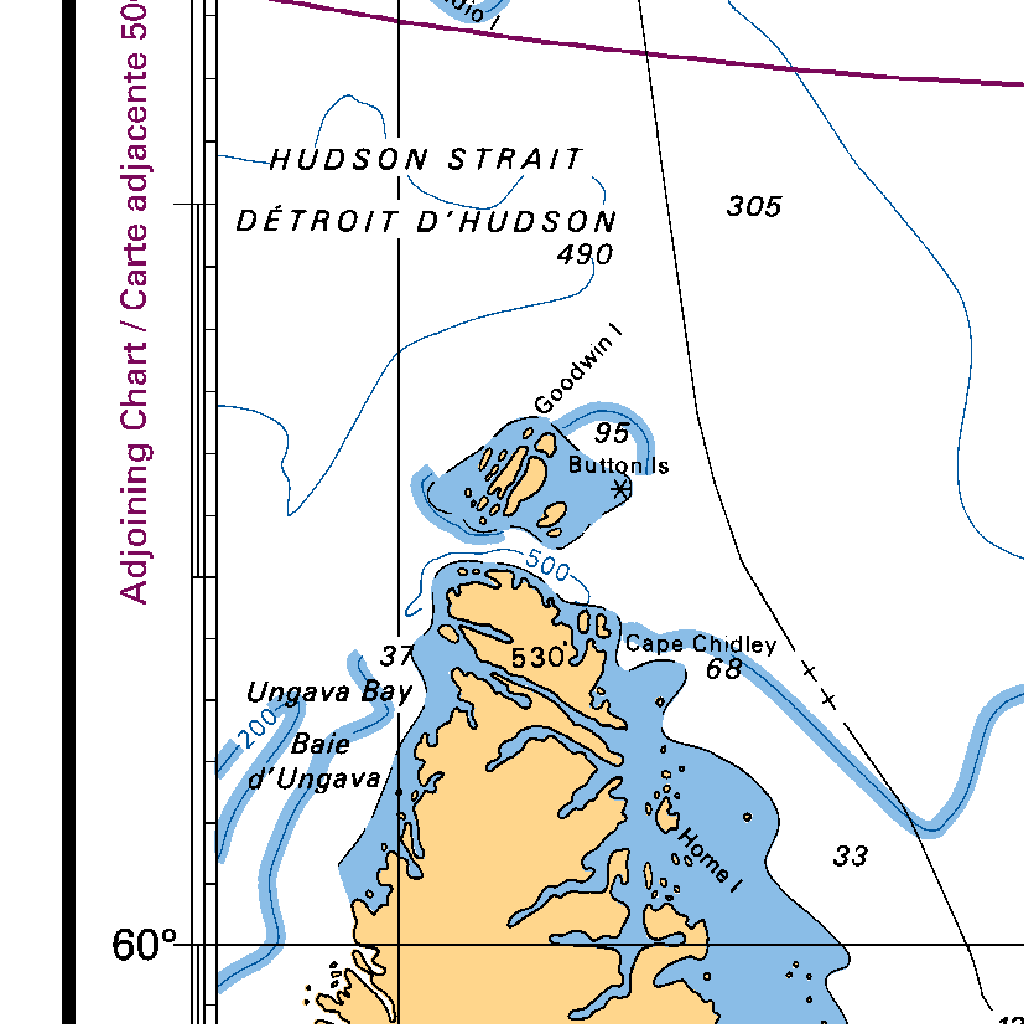 Adjoining Chart / Carte adjacente 50
HUDSON STRAIT
DÉTROIT D'HUDSON
305
490
Goodwin I
95
Button Is
500
Cape Chidley
530
37
68
Ungava Bay
200
Baie
d'Ungava
Home I
33
60°